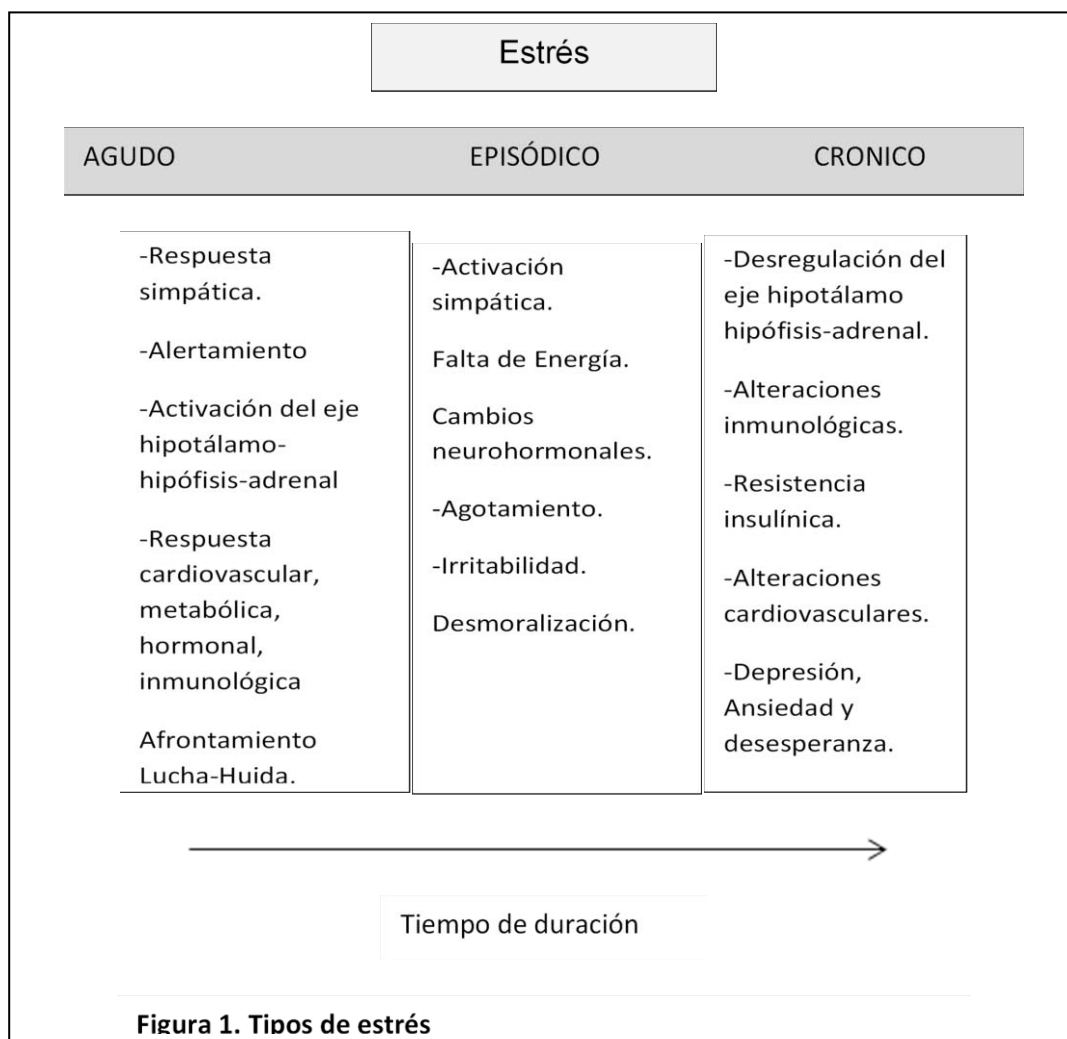 Estrés
AGUDO
EPISÓDICO
CRONICO
-Respuesta
simpática.
-Alertamiento
-Activación del eje
hipotálamo-
hipófisis-adrenal
-Respuesta
cardiovascular,
metabólica,
hormonal,
inmunológica
Afrontamiento
Lucha-Huida.
-Activación
simpática.
Falta de Energía.
Cambios
neurohormonales.
-Agotamiento.
-Irritabilidad.
Desmoralización.
-Desregulación del
eje hipotálamo
hipófisis-adrenal.
-Alteraciones
inmunológicas.
-Resistencia
insulínica.
-Alteraciones
cardiovasculares.
-Depresión,
Ansiedad y
desesperanza.
Tiempo de duración
Figura 1. Tipos de estrés